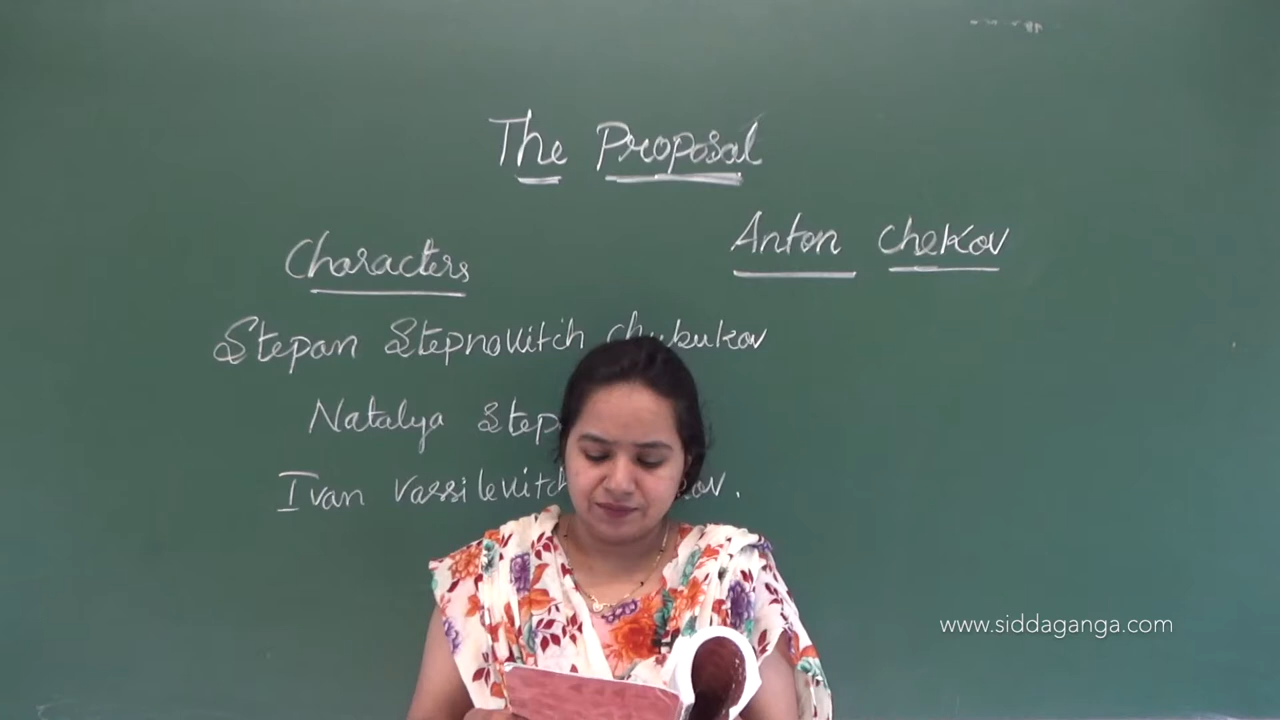 The Proposal
Anton Chekov
Characters
Stepan Stepnovitch Chubukov
Natalya
Ivan Vassilevitch
www.siddaganga.com